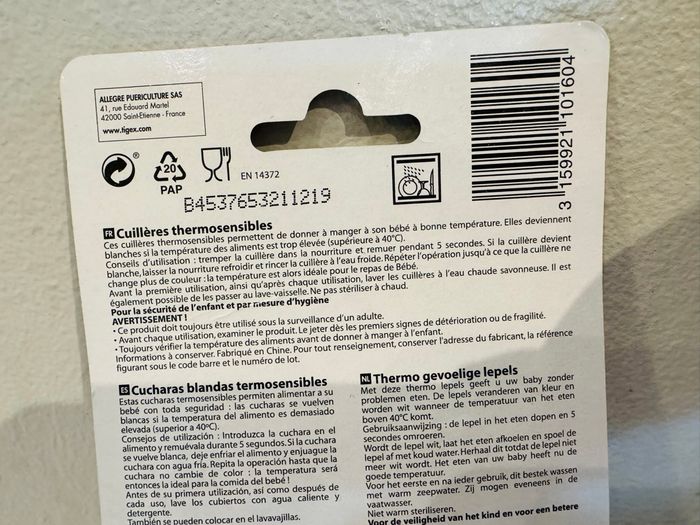 ALLEGRE PUERICULTURE SAS
41, rue Edouard Martel
42000 Saint-Etienne - France
www.tigex.com
®
20
PAP
EN 14372
B4537653211219
3 159921 101604
FR Cuillères thermosensibles
Ces cuillères thermosensibles permettent de donner à manger à son bébé à bonne température. Elles deviennent
blanches si la température des aliments est trop élevée (supérieure à 40°C).
Conseils d'utilisation : tremper la cuillère dans la nourriture et remuer pendant 5 secondes. Si la cuillère devient
blanche, laisser la nourriture refroidir et rincer la cuillère à l'eau froide. Répéter l'opération jusqu'à ce que la cuillère ne
change plus de couleur : la température est alors idéale pour le repas de Bébé.
Avant la première utilisation, ainsi qu'après chaque utilisation, laver les cuillères à l'eau chaude savonneuse. Il est
également possible de les passer au lave-vaisselle. Ne pas stériliser à chaud.
Pour la sécurité de l'enfant et par mesure d'hygiène
AVERTISSEMENT !
• Ce produit doit toujours être utilisé sous la surveillance d'un adulte.
• Avant chaque utilisation, examiner le produit. Le jeter dès les premiers signes de détérioration ou de fragilité.
• Toujours vérifier la température des aliments avant de donner à manger à l'enfant.
Informations à conserver. Fabriqué en Chine. Pour tout renseignement, conserver l'adresse du fabricant, la référence
figurant sous le code barre et le numéro de lot.
ES Cucharas blandas termosensibles
Estas cucharas termosensibles permiten alimentar a su
bebé con toda seguridad : las cucharas se vuelven
blancas si la temperatura del alimento es demasiado
elevada (superior a 40ºC).
Consejos de utilización : Introduzca la cuchara en el
alimento y remuévala durante 5 segundos. Si la cuchara
se vuelve blanca, deje enfriar el alimento y enjuague la
cuchara con agua fría. Repita la operación hasta que la
cuchara no cambie de color : la temperatura será
entonces la ideal para la comida del bebé !
Antes de su primera utilización, así como después de
cada uso, lave los cubiertos con agua caliente y
detergente.
También se pueden colocar en el lavavajillas.
NL Thermo gevoelige lepels
Met deze thermo lepels geeft u uw baby zonder
problemen eten. De lepels veranderen van kleur en
worden wit wanneer de temperatuur van het eten
boven 40°C komt.
Gebruiksaanwijzing : de lepel in het eten dopen en 5
secondes omroeren.
Wordt de lepel wit, laat het eten afkoelen en spoel de
lepel af met koud water. Herhaal dit totdat de lepel niet
meer wit wordt. Het eten van uw baby heeft nu de
goede temperatuur.
Voor het eerste en na ieder gebruik, dit bestek wassen
met warm zeepwater. Zij mogen eveneens in de
vaatwasser.
Niet warm steriliseren.
Voor de veiligheid van het kind en voor een betere